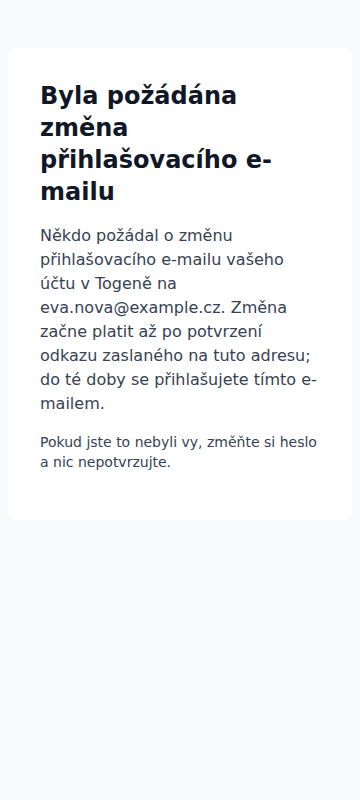 Byla požádána
změna
přihlašovacího e-
mailu
Někdo požádal o změnu
přihlašovacího e-mailu vašeho
účtu v Togeně na
eva.nova@example.cz. Změna
začne platit až po potvrzení
odkazu zaslaného na tuto adresu;
do té doby se přihlašujete tímto e-
mailem.
Pokud jste to nebyli vy, změňte si heslo
a nic nepotvrzujte.